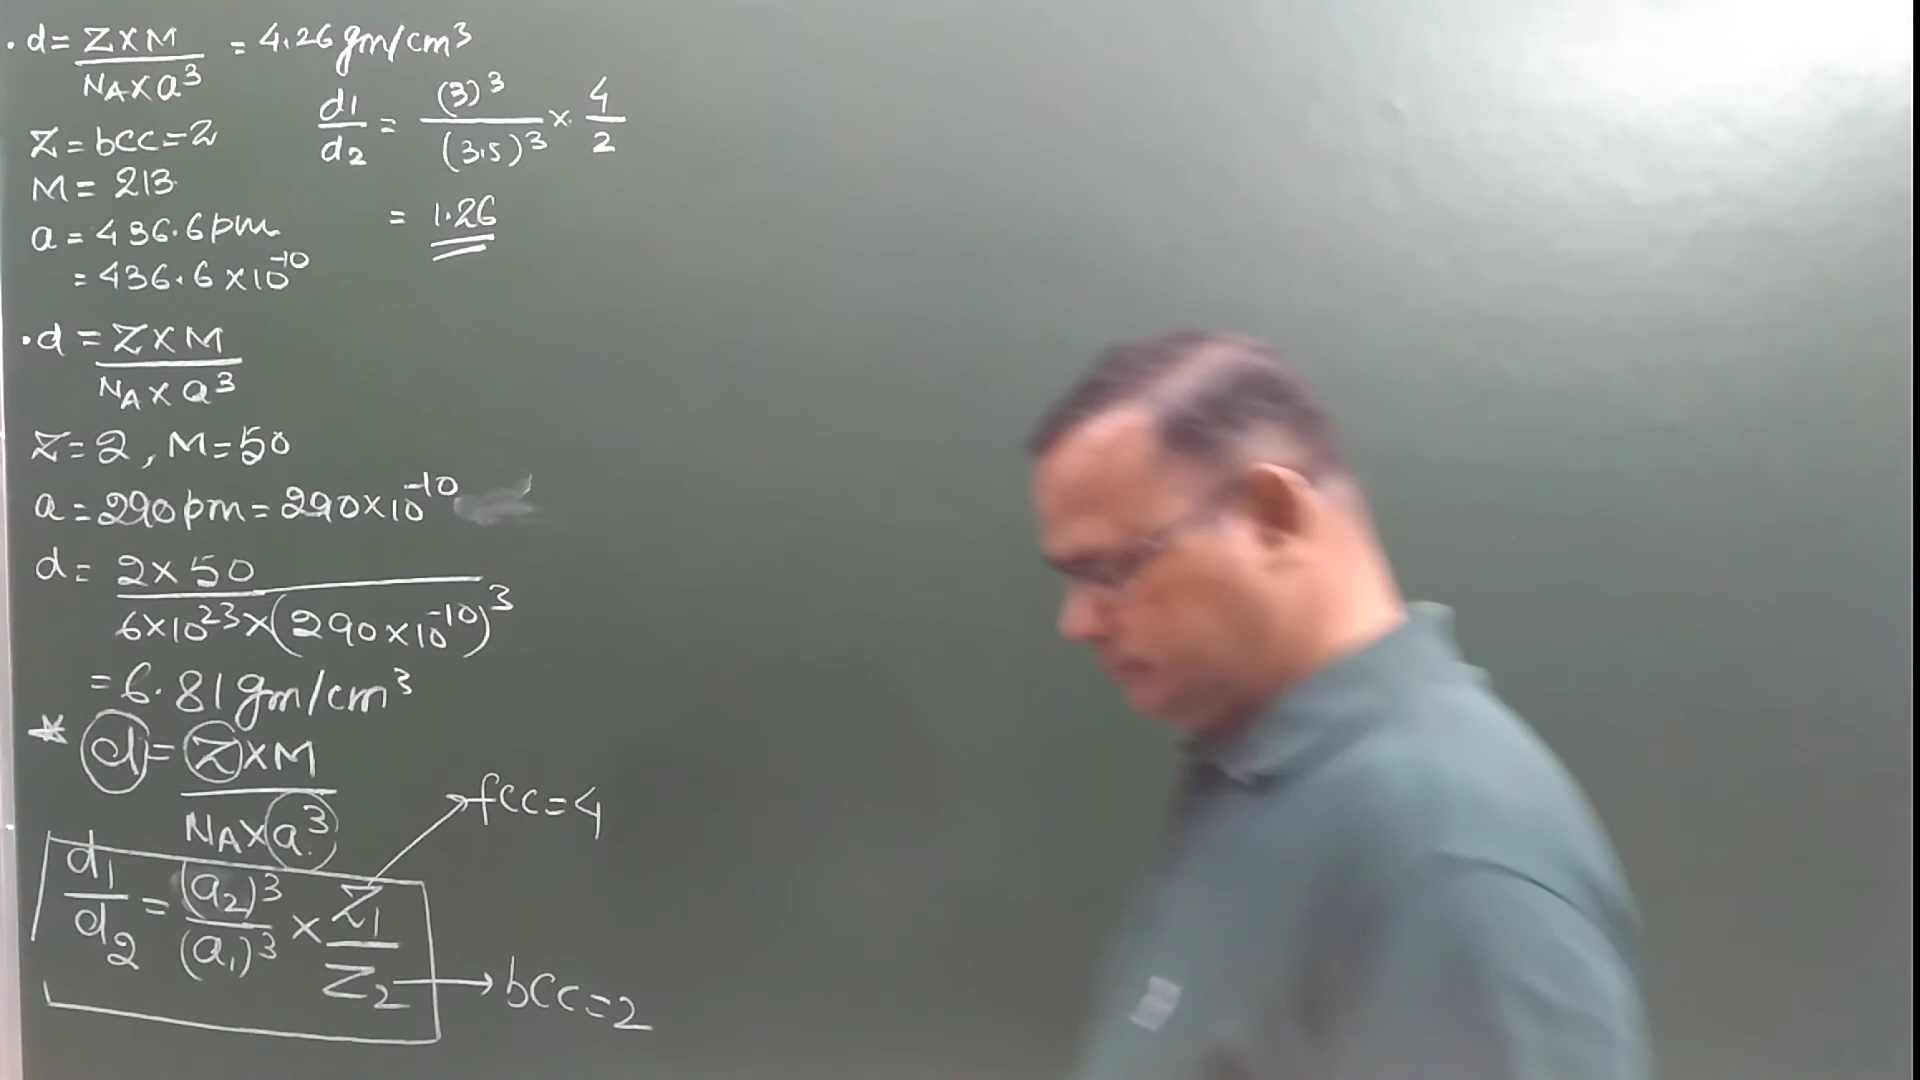 . d = Z X M / NA X a³ = 4.26 gm/cm³
Z = bcc = 2
M = 213
a = 436.6 pm
= 436.6 X 10⁻¹⁰
d1/d2 = (3)³/(3.5)³ X 4/2
= 1.26
. d = Z X M / NA X a³
Z = 2 , M = 50
a = 290 pm = 290 X 10⁻¹⁰
d = 2 X 50 / 6X10²³ X (290 X 10⁻¹⁰)³
= 6.81 gm/cm³
* d = Z X M / NA X a³
d1/d2 = (a2)³/(a1)³ X Z1/Z2
→ fcc = 4
→ bcc = 2